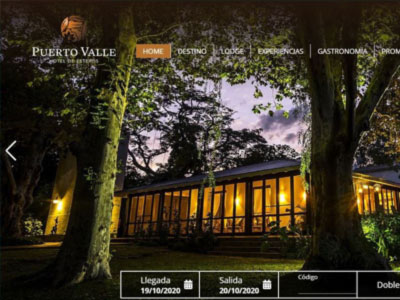 PUERTO VALLE
HOTEL DE ESTEROS
HOME DESTINO LODGE EXPERIENCIAS GASTRONOMÍA PROM
Llegada
19/10/2020
Salida
20/10/2020
Código
Doble